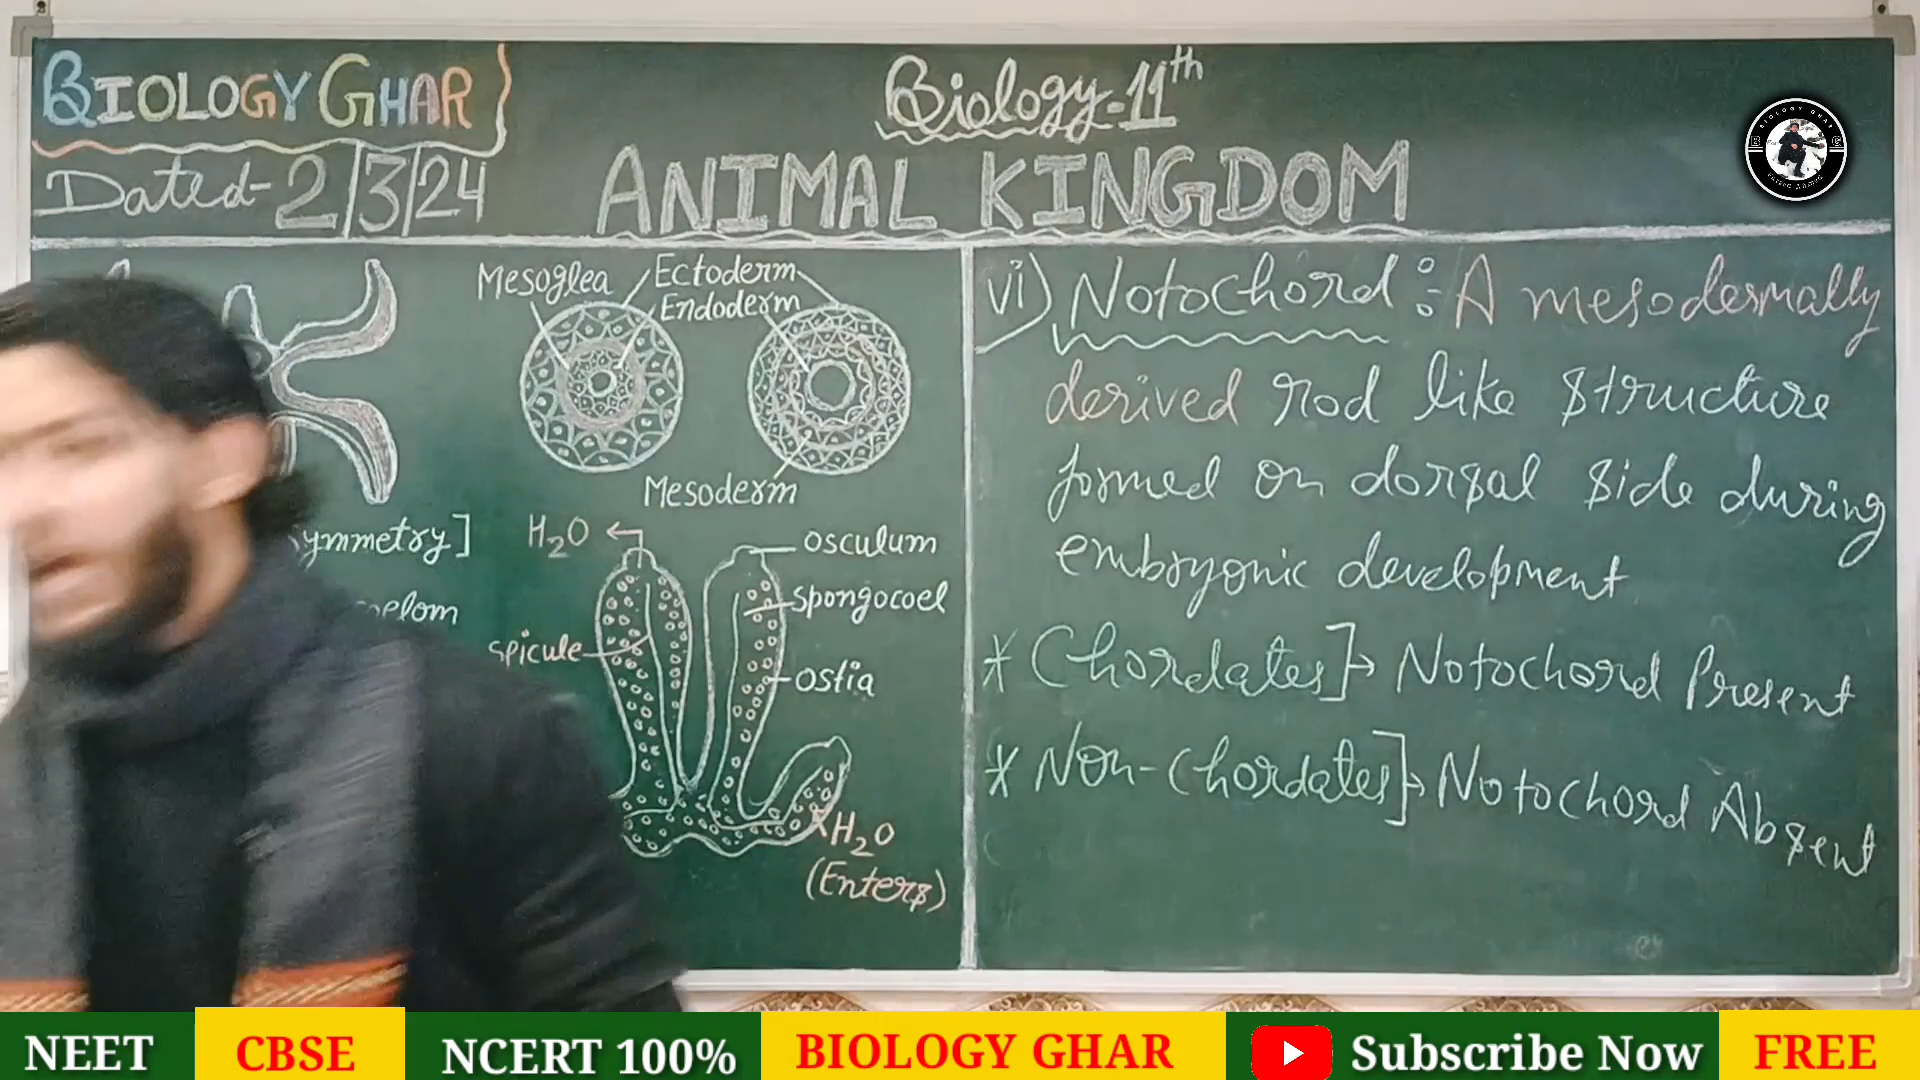 BIOLOGY GHAR
Dated- 2/3/24
Biology-11th
ANIMAL KINGDOM
BIOLOGY GHAR
Mesoglea
Ectoderm
Endoderm
Mesoderm
ymmetry]
oelom
H2O
osculum
spongocoel
spicule
ostia
H2O
(Enters)
vi) Notochord : A mesodermally
derived rod like structure
formed on dorsal side during
embryonic development
* Chordates]→ Notochord Present
* Non-Chordates]→ Notochord Absent
NEET CBSE NCERT 100% BIOLOGY GHAR Subscribe Now FREE